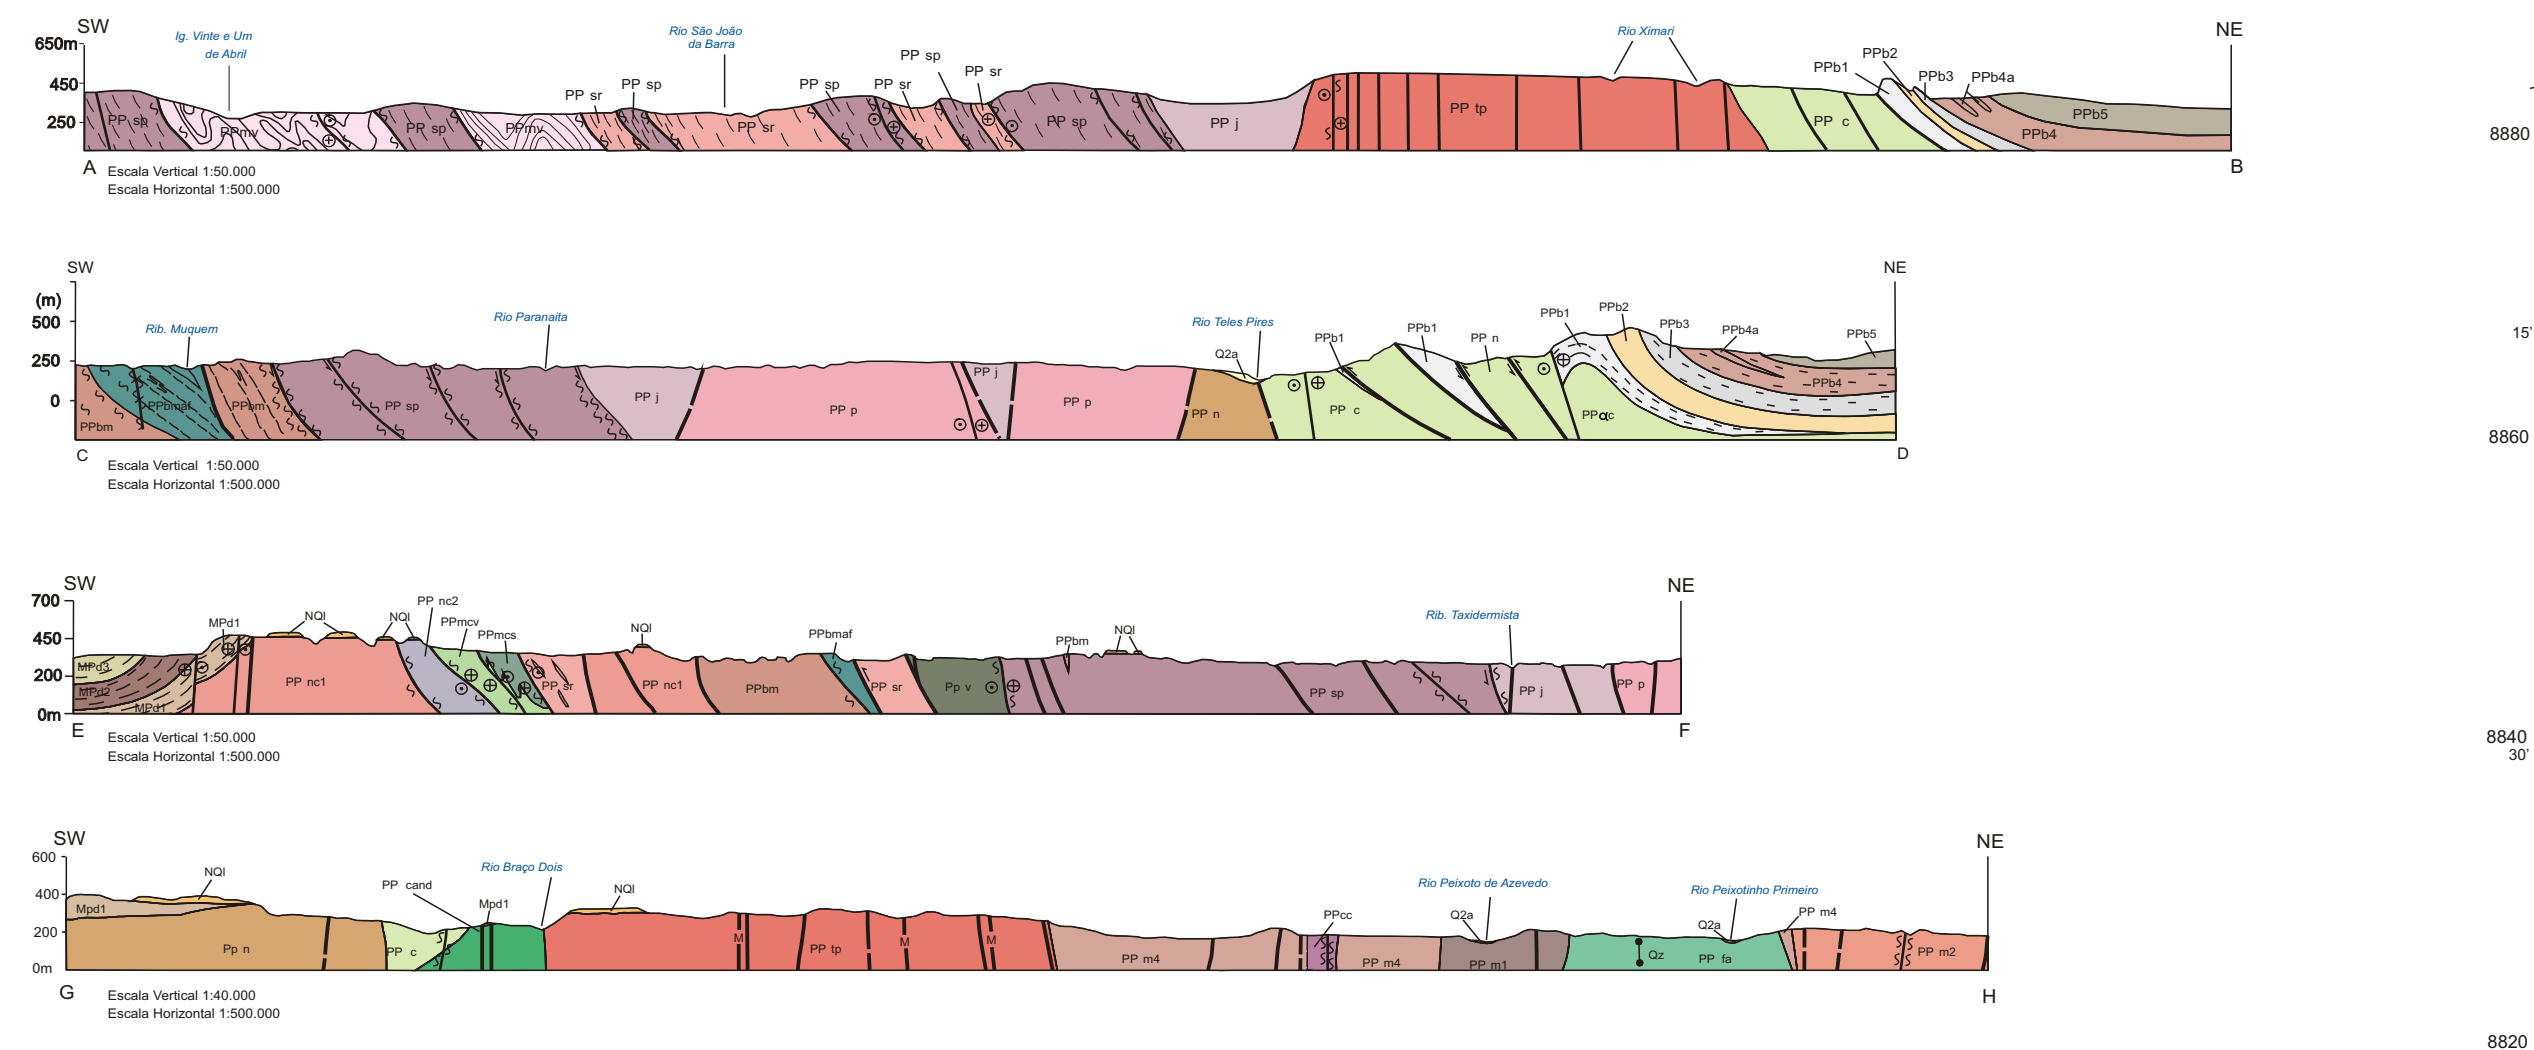 SW
NE
650m
450
250
Ig. Vinte e Um
de Abril
Rio São João
da Barra
Rio Ximari
PP sr
PP sp
PP sp
PP sr
PP sp
PP sr
PPb1
PPb2
PPb3
PPb4a
PP sp
PPmv
PP sp
PPmv
PP sr
PP sp
PP j
PP tp
PP c
PPb5
PPb4
8880
A
B
Escala Vertical 1:50.000
Escala Horizontal 1:500.000
SW
NE
(m)
500
250
0
Rib. Muquem
Rio Paranaita
Rio Teles Pires
Q2a
PPb1
PPb1
PP n
PPb1
PPb2
PPb3
PPb4a
PPb5
15’
PPbm
PPbmaf
PPbm
PP sp
PP j
PP p
PP j
PP p
PP n
PP c
PPαc
PPb4
8860
C
D
Escala Vertical 1:50.000
Escala Horizontal 1:500.000
SW
NE
700
450
200
0m
MPd1
NQl
NQl
PP nc2
PPmcv
PPmcs
NQl
PPbmaf
PPbm
NQl
Rib. Taxidermista
MPd3
MPd2
MPd1
PP nc1
PP sr
PP nc1
PPbm
PP sr
Pp v
PP sp
PP j
PP p
E
F
Escala Vertical 1:50.000
Escala Horizontal 1:500.000
8840
30’
SW
NE
600
400
200
0m
NQl
PP cand
Mpd1
Rio Braço Dois
NQl
Rio Peixoto de Azevedo
Rio Peixotinho Primeiro
PPcc
Q2a
Q2a
PP m4
Mpd1
Pp n
PP c
M
PP tp
M
M
PP m4
PP m4
PP m1
Qz
PP fa
PP m2
G
H
Escala Vertical 1:40.000
Escala Horizontal 1:500.000
8820